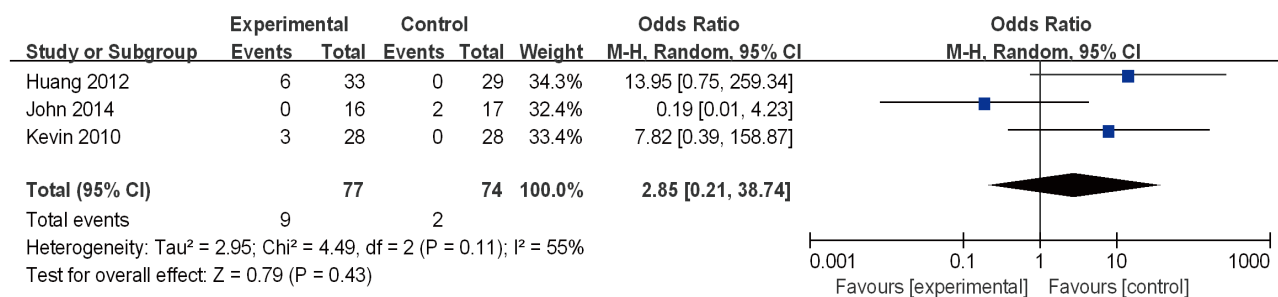 Experimental Control Odds Ratio Odds Ratio
Study or Subgroup Events Total Events Total Weight M-H, Random, 95% CI M-H, Random, 95% CI
Huang 2012 6 33 0 29 34.3% 13.95 [0.75, 259.34]
John 2014 0 16 2 17 32.4% 0.19 [0.01, 4.23]
Kevin 2010 3 28 0 28 33.4% 7.82 [0.39, 158.87]
Total (95% CI) 77 74 100.0% 2.85 [0.21, 38.74]
Total events 9 2
Heterogeneity: Tau² = 2.95; Chi² = 4.49, df = 2 (P = 0.11); I² = 55%
Test for overall effect: Z = 0.79 (P = 0.43)
0.001 0.1 1 10 1000
Favours [experimental] Favours [control]